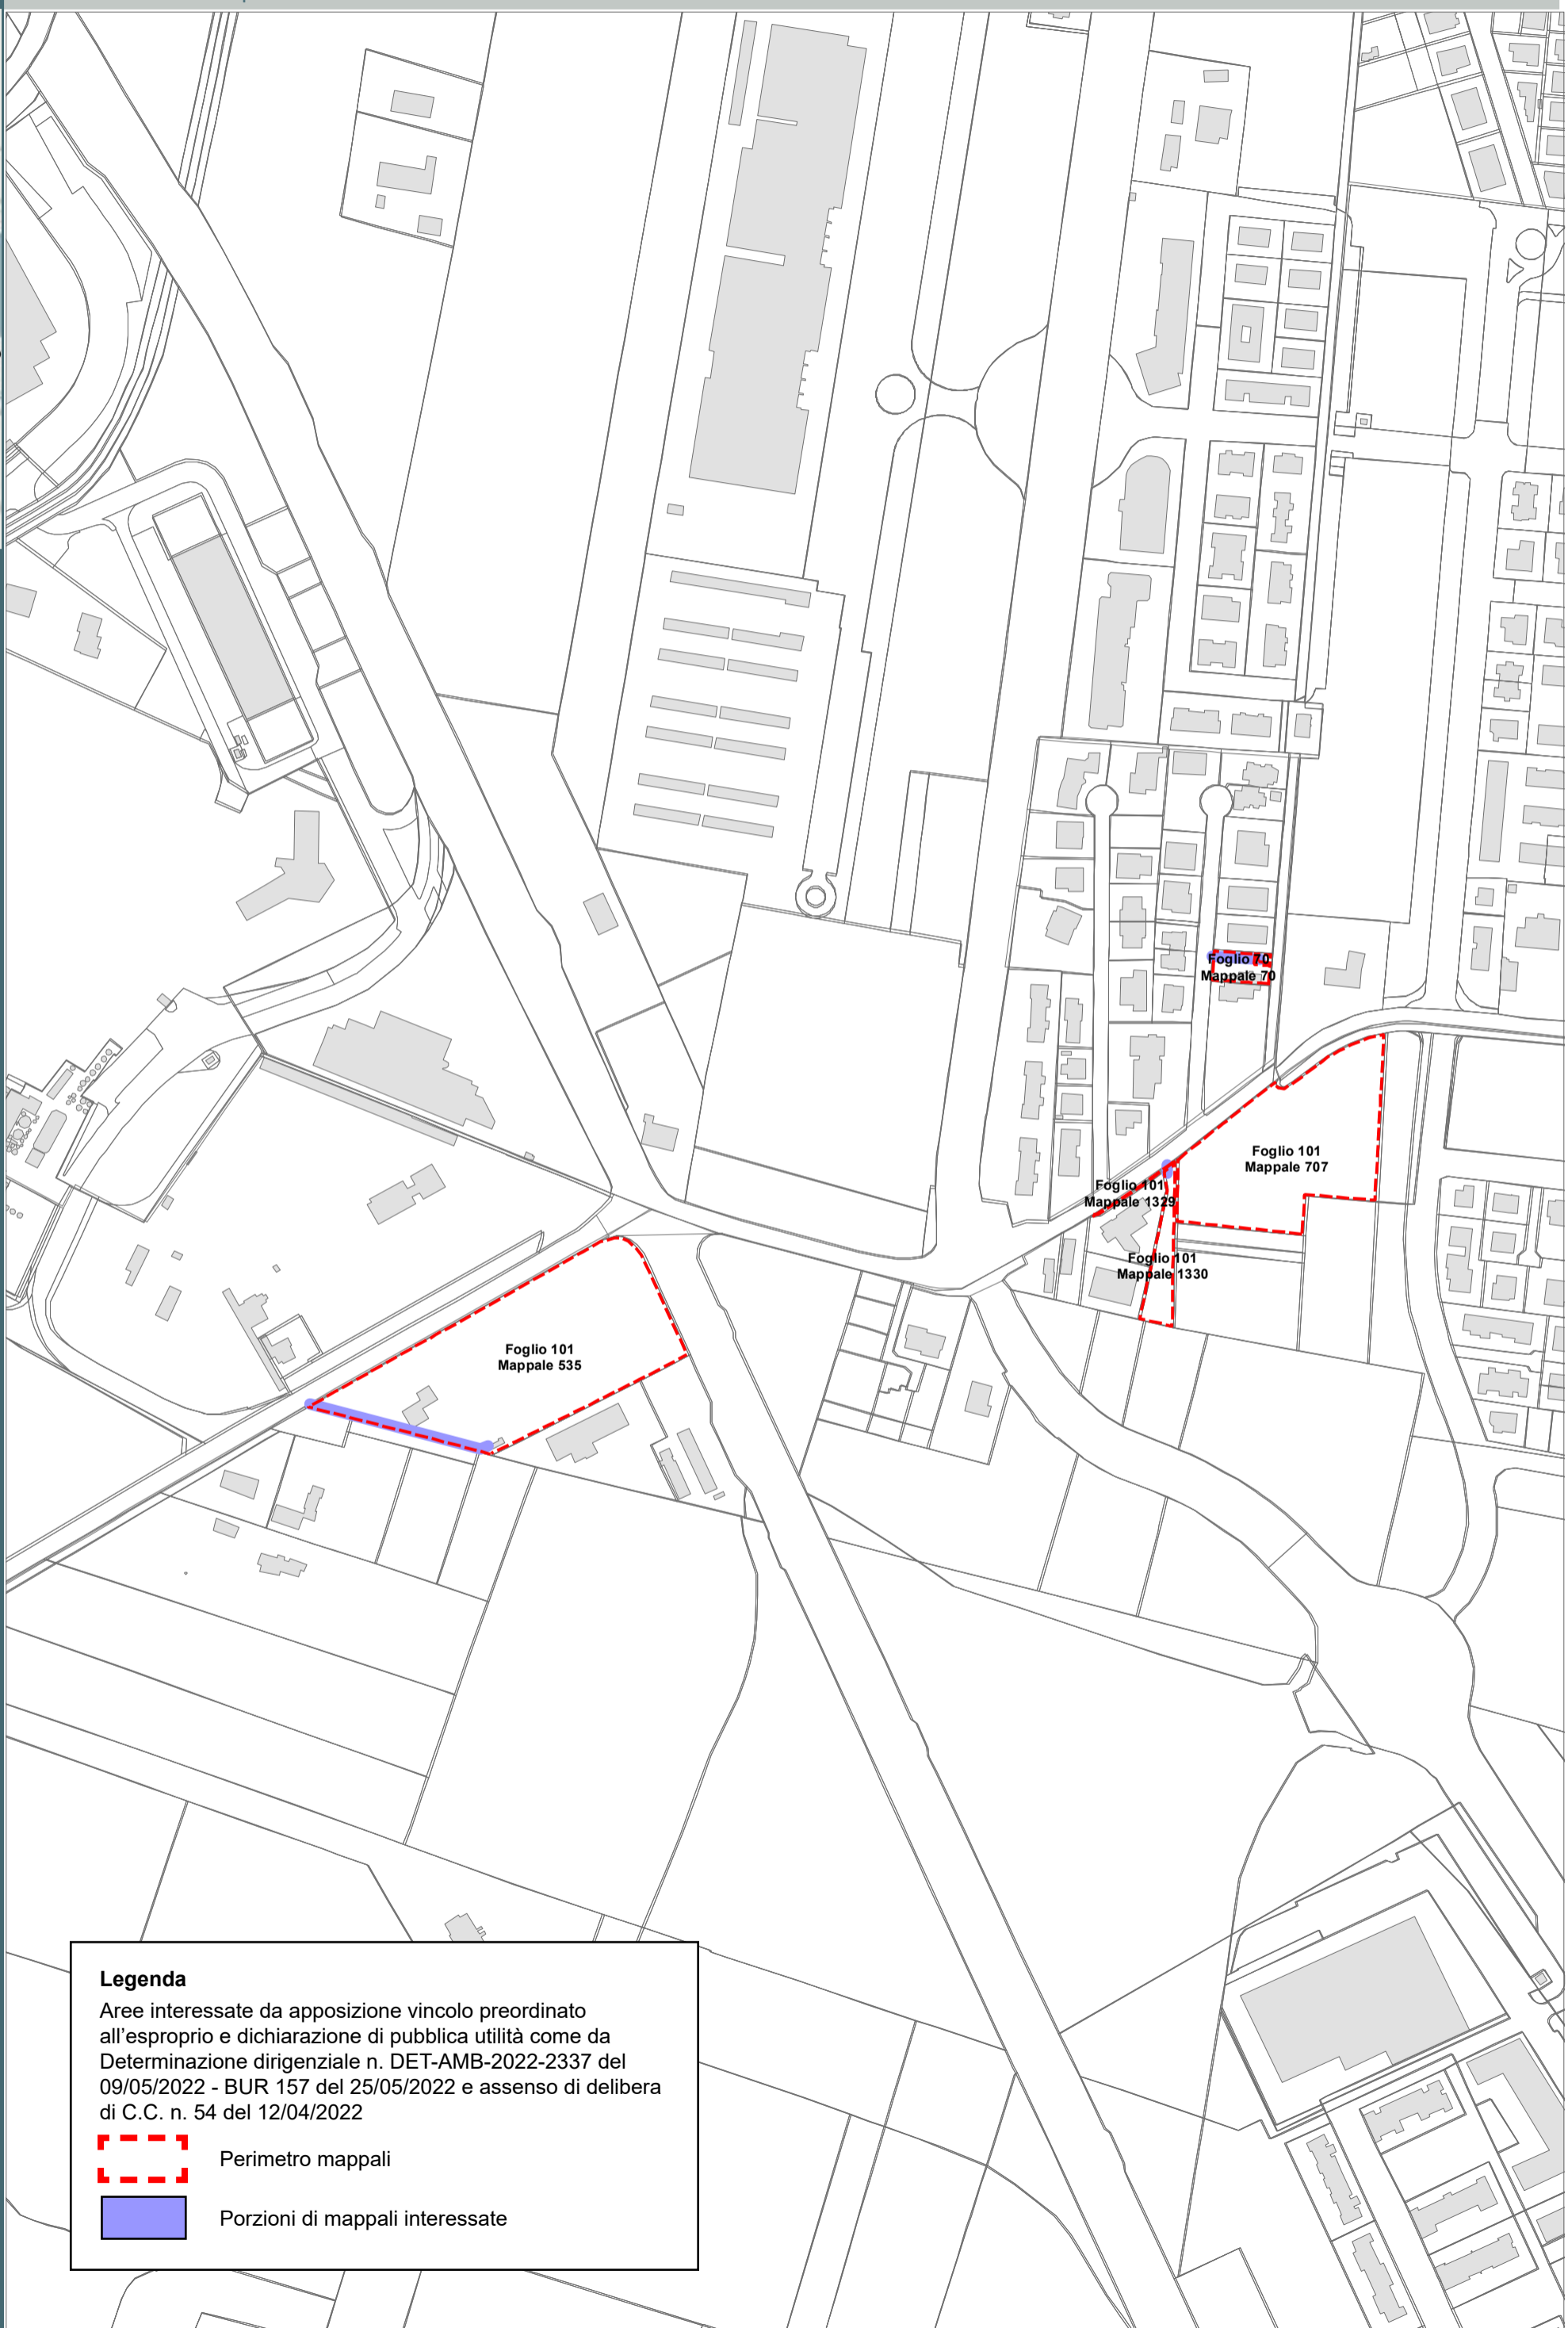 Foglio 70
Mappale 70
Foglio 101
Mappale 707
Foglio 101
Mappale 1329
Foglio 101
Mappale 1330
Foglio 101
Mappale 535
Legenda
Aree interessate da apposizione vincolo preordinato
all'esproprio e dichiarazione di pubblica utilità come da
Determinazione dirigenziale n. DET-AMB-2022-2337 del
09/05/2022 - BUR 157 del 25/05/2022 e assenso di delibera
di C.C. n. 54 del 12/04/2022
Perimetro mappali
Porzioni di mappali interessate